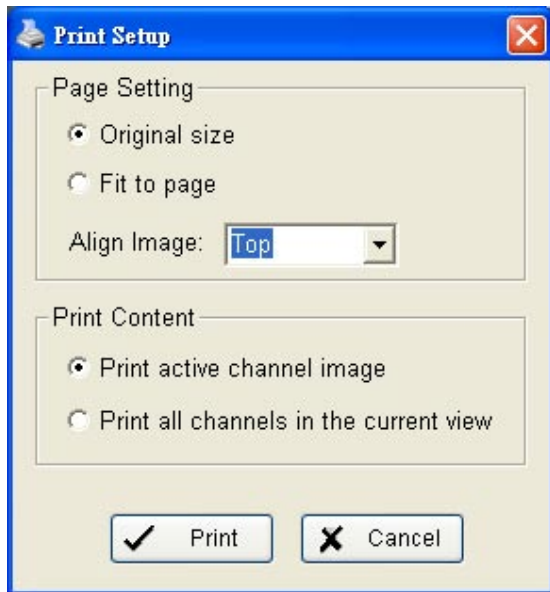 Print Setup
Page Setting
Original size
Fit to page
Align Image: Top
Print Content
Print active channel image
Print all channels in the current view
Print Cancel